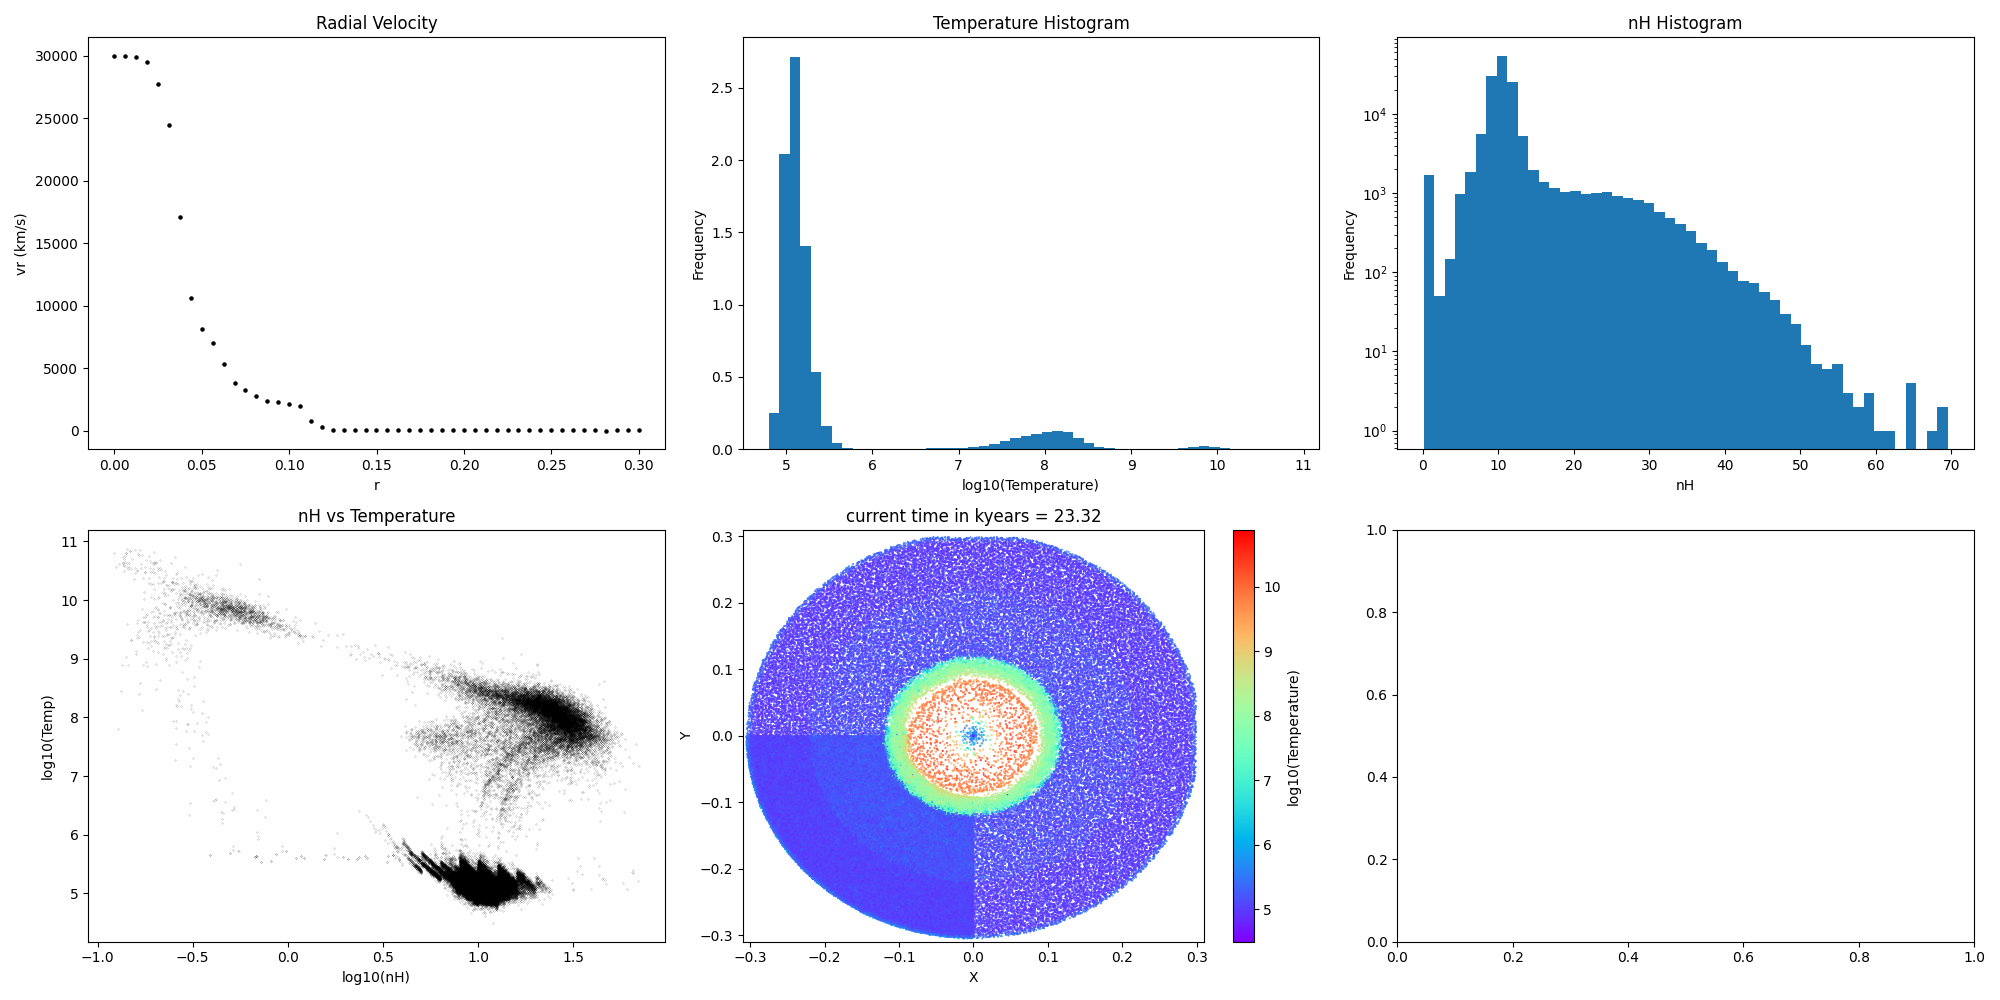 Radial Velocity
30000
25000
20000
15000
10000
5000
0
vr (km/s)
0.00 0.05 0.10 0.15 0.20 0.25 0.30
r
Temperature Histogram
2.5
2.0
1.5
1.0
0.5
0.0
Frequency
5 6 7 8 9 10 11
log10(Temperature)
nH Histogram
10^4
10^3
10^2
10^1
10^0
Frequency
0 10 20 30 40 50 60 70
nH
nH vs Temperature
11
10
9
8
7
6
5
log10(Temp)
−1.0 −0.5 0.0 0.5 1.0 1.5
log10(nH)
current time in kyears = 23.32
0.3
0.2
0.1
0.0
−0.1
−0.2
−0.3
Y
−0.3 −0.2 −0.1 0.0 0.1 0.2 0.3
X
10
9
8
7
6
5
log10(Temperature)
1.0
0.8
0.6
0.4
0.2
0.0
0.0 0.2 0.4 0.6 0.8 1.0